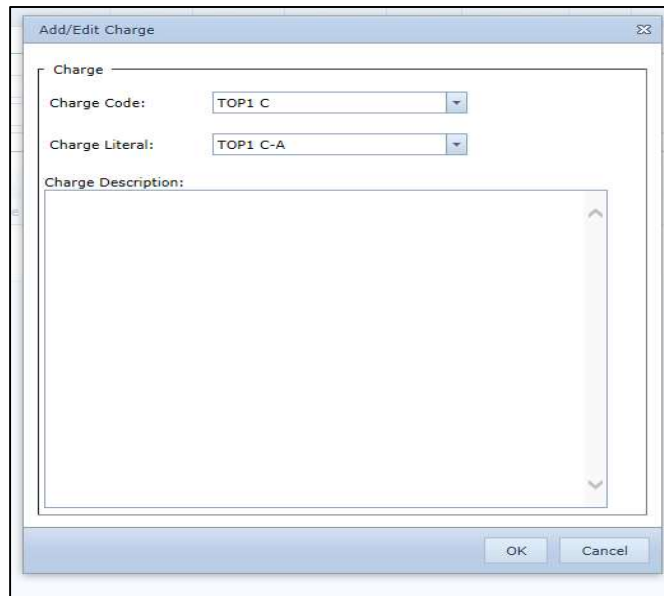 Add/Edit Charge
Charge
Charge Code: TOP1 C
Charge Literal: TOP1 C-A
Charge Description:
OK Cancel